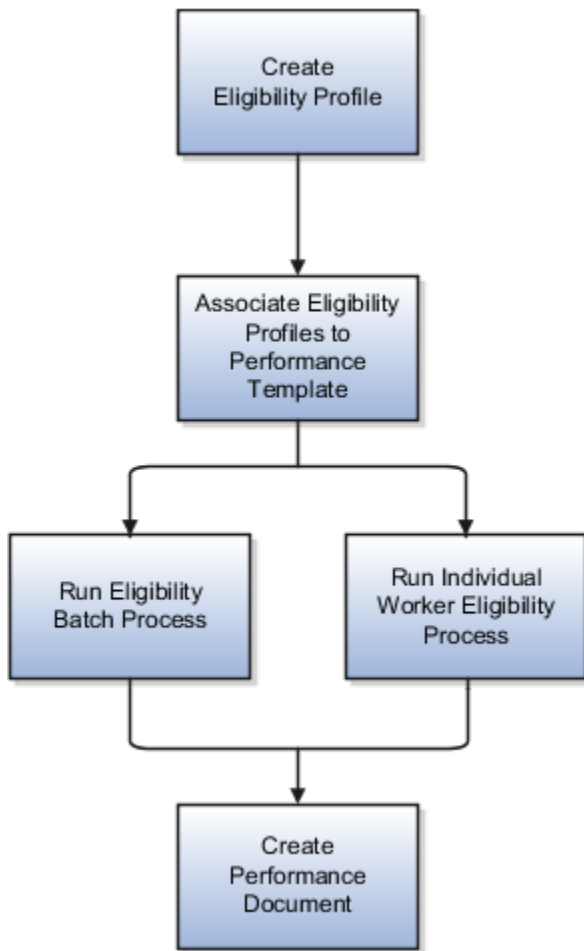 Create
Eligibility Profile
Associate Eligibility
Profiles to
Performance
Template
Run Eligibility
Batch Process
Run Individual
Worker Eligibility
Process
Create
Performance
Document